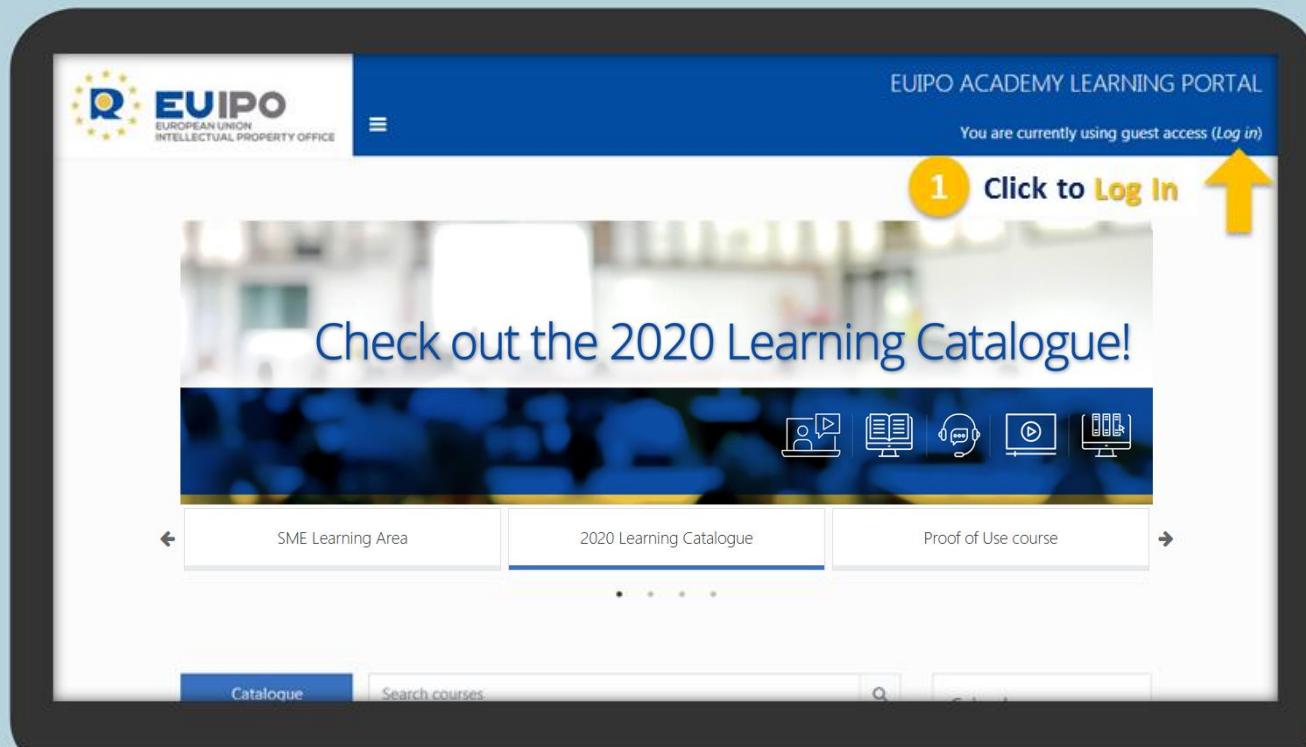 EUIPO
EUROPEAN UNION
INTELLECTUAL PROPERTY OFFICE
EUIPO ACADEMY LEARNING PORTAL
You are currently using guest access (Log in)
1 Click to Log In
Check out the 2020 Learning Catalogue!
SME Learning Area
2020 Learning Catalogue
Proof of Use course
Catalogue
Search courses